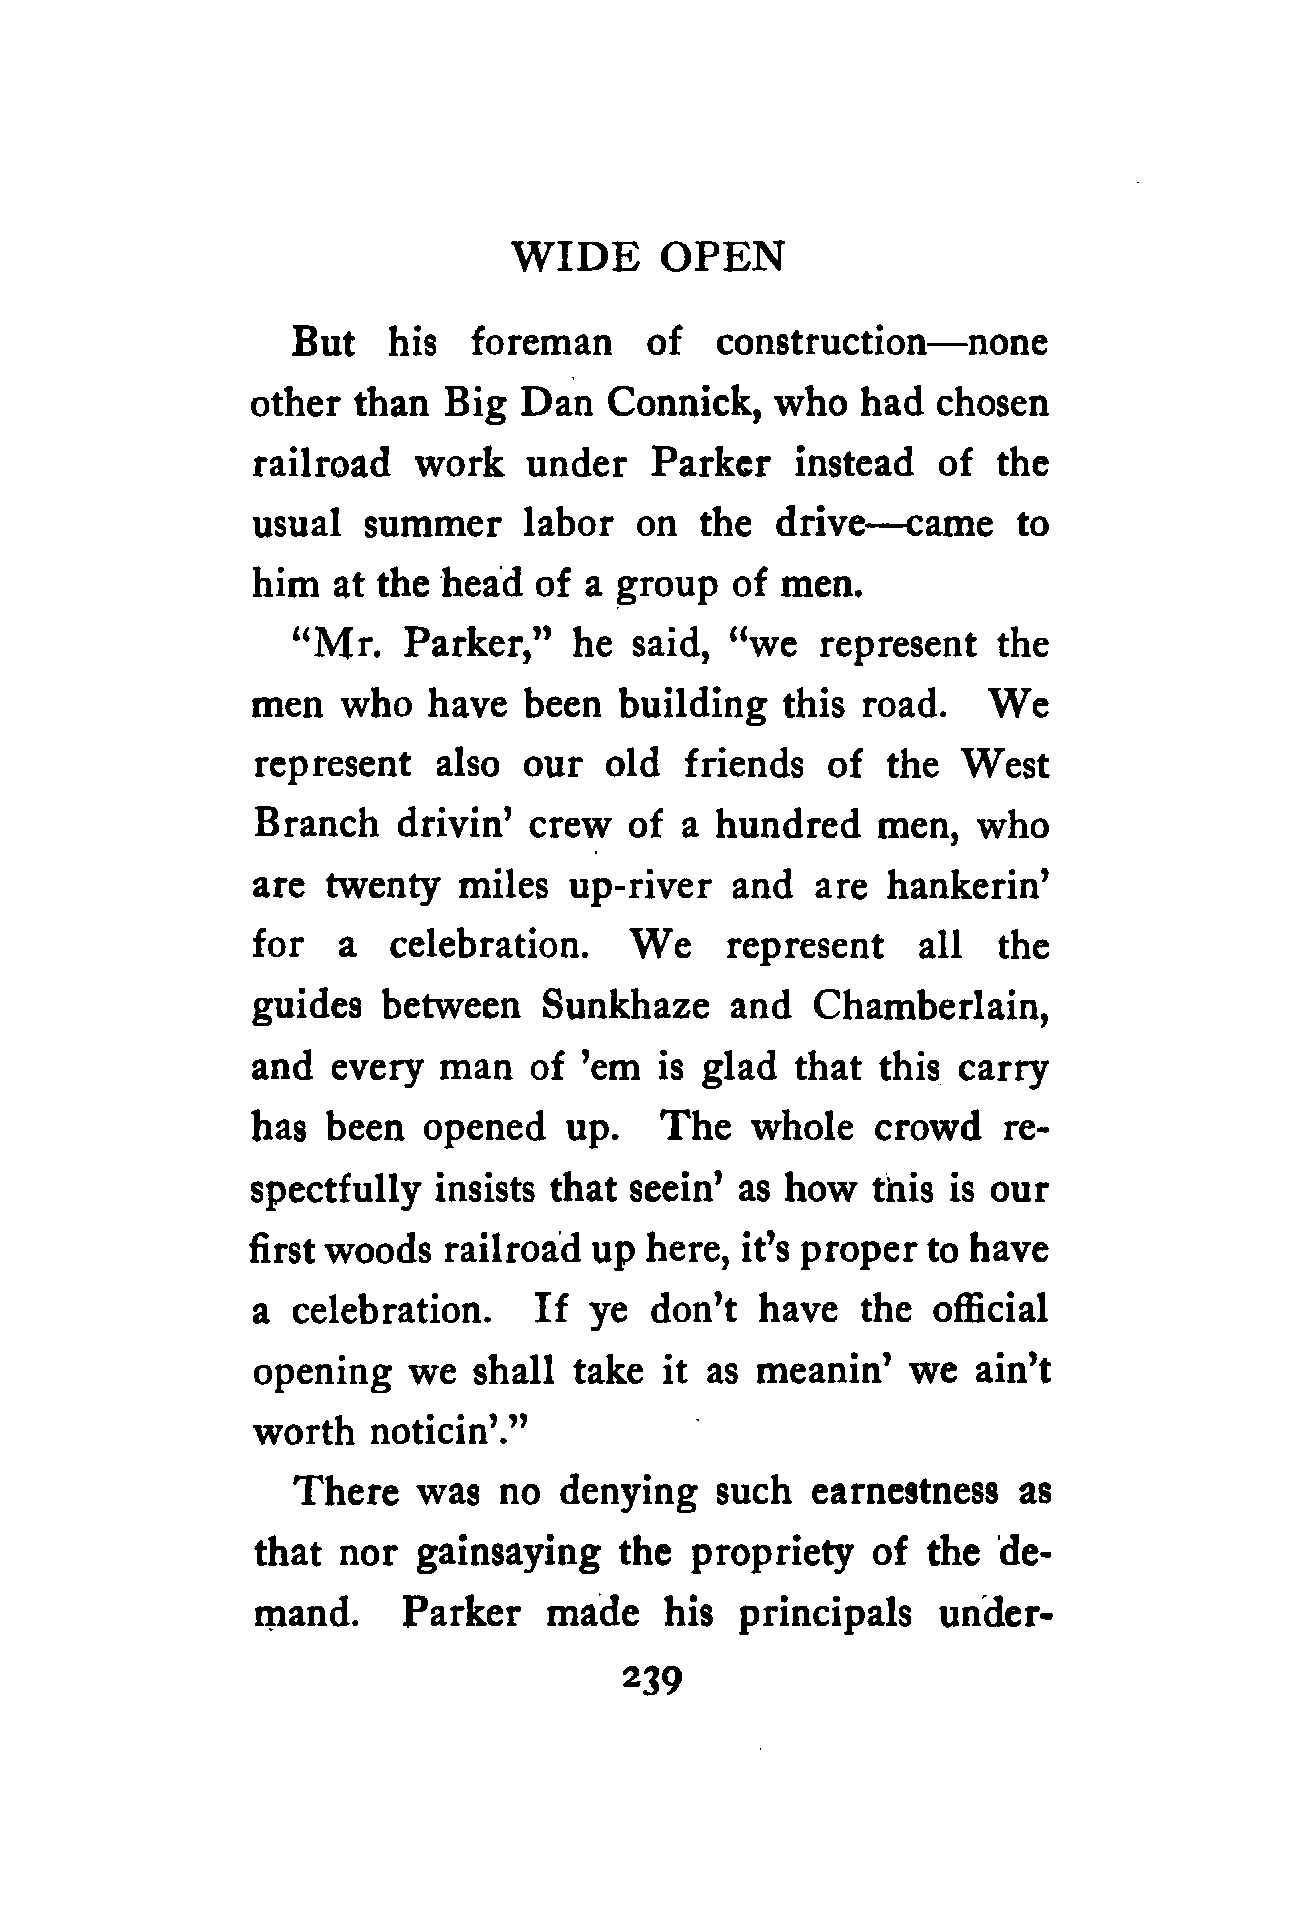 WIDE OPEN
But his foreman of construction—none
other than Big Dan Connick, who had chosen
railroad work under Parker instead of the
usual summer labor on the drive—came to
him at the head of a group of men.
“Mr. Parker,” he said, “we represent the
men who have been building this road. We
represent also our old friends of the West
Branch drivin’ crew of a hundred men, who
are twenty miles up-river and are hankerin’
for a celebration. We represent all the
guides between Sunkhaze and Chamberlain,
and every man of ’em is glad that this carry
has been opened up. The whole crowd re-
spectfully insists that seein’ as how this is our
first woods railroad up here, it’s proper to have
a celebration. If ye don’t have the official
opening we shall take it as meanin’ we ain’t
worth noticin’.”
There was no denying such earnestness as
that nor gainsaying the propriety of the de-
mand. Parker made his principals under-
239